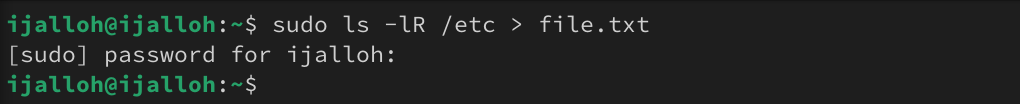 ijalloh@ijalloh:~$ sudo ls -lR /etc > file.txt
[sudo] password for ijalloh:
ijalloh@ijalloh:~$